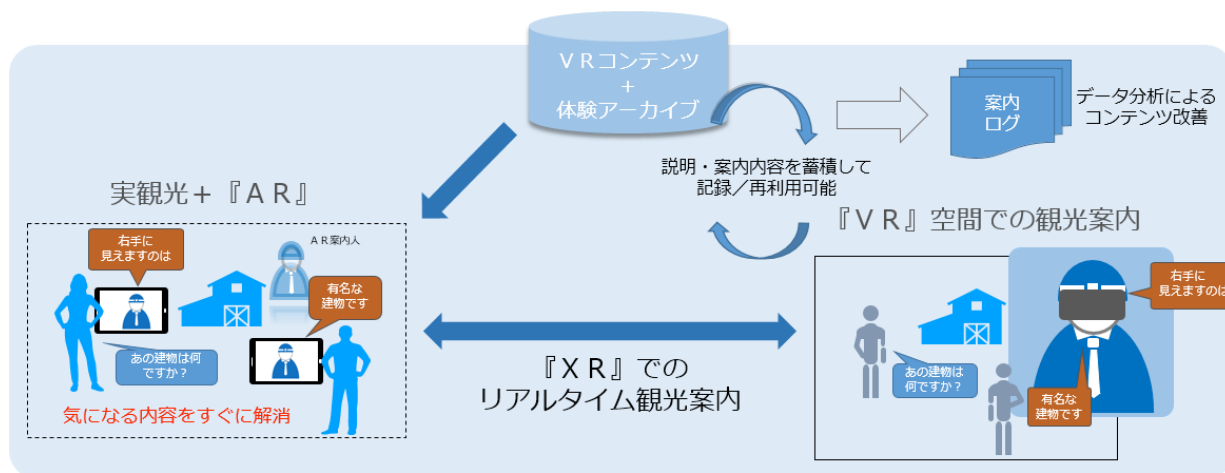 ＶＲコンテンツ
+
体験アーカイブ
案内
ログ
データ分析による
コンテンツ改善
説明・案内内容を蓄積して
記録／再利用可能
実観光＋『ＡＲ』
右手に
見えますのは
ＡＲ案内人
有名な
建物です
あの建物は何
ですか？
気になる内容をすぐに解消
『ＸＲ』での
リアルタイム観光案内
『ＶＲ』空間での観光案内
右手に
見えますのは
あの建物は
何ですか？
有名な
建物です